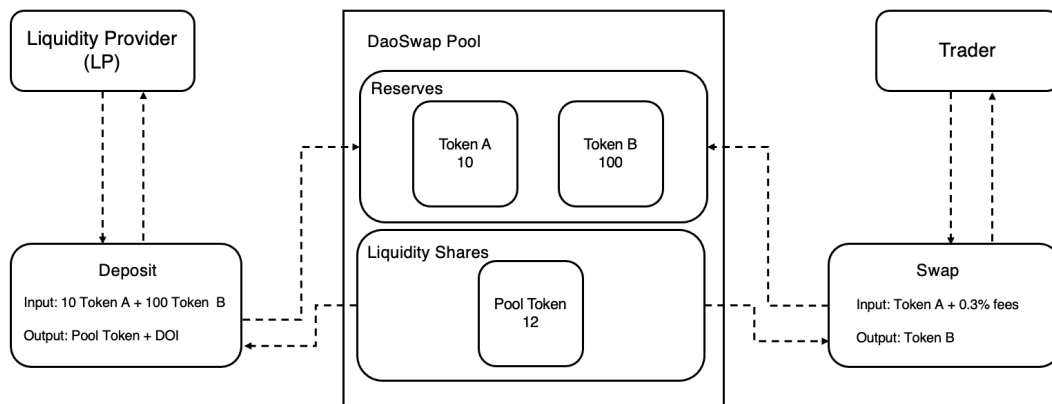 Liquidity Provider
(LP)
DaoSwap Pool
Trader
Reserves
Token A
10
Token B
100
Deposit
Input: 10 Token A + 100 Token B
Output: Pool Token + DOI
Liquidity Shares
Pool Token
12
Swap
Input: Token A + 0.3% fees
Output: Token B